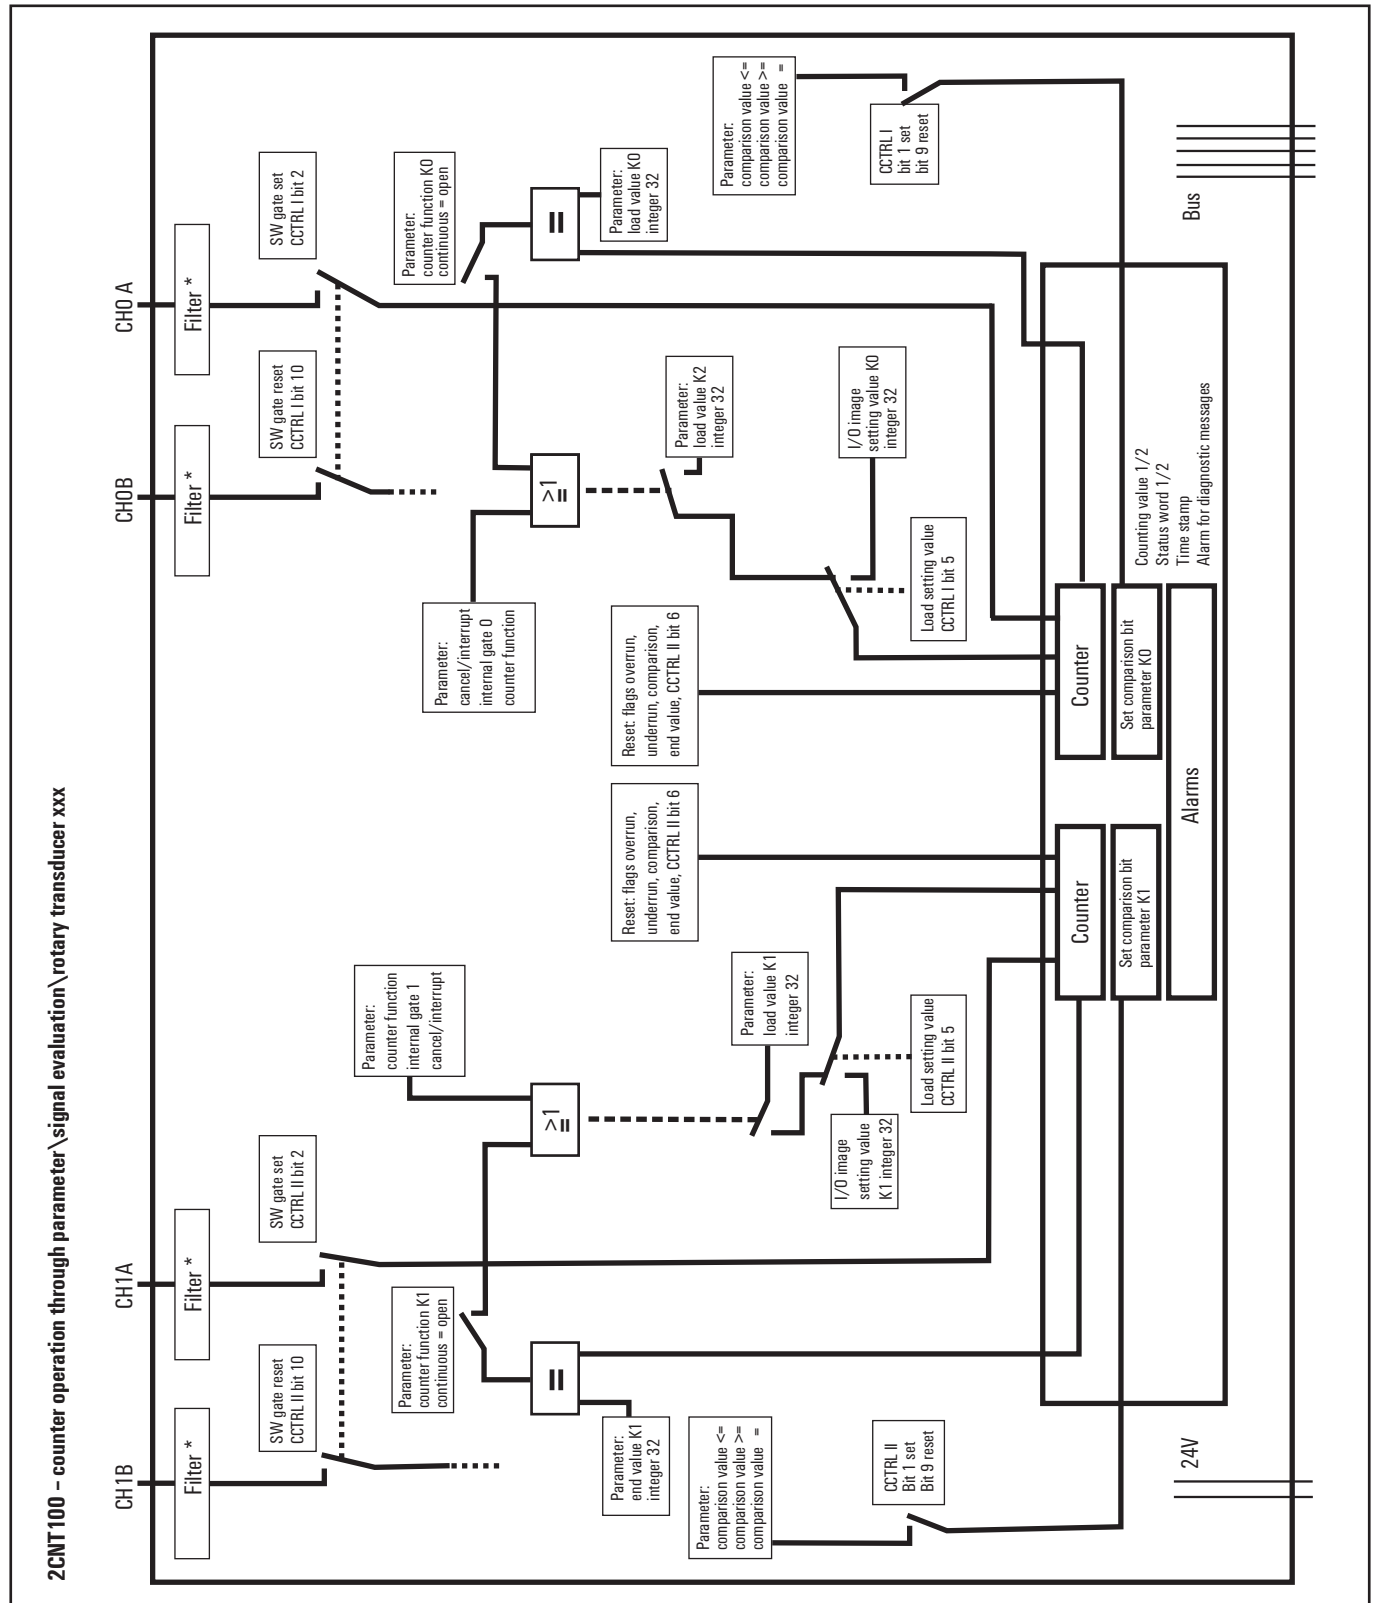 2CNT100 – counter operation through parameter\signal evaluation\rotary transducer xxx
CH1B
CH1A
CH0B
CH0 A
Filter *
Filter *
Filter *
Filter *
SW gate reset
CCTRL II bit 10
SW gate set
CCTRL II bit 2
SW gate reset
CCTRL I bit 10
SW gate set
CCTRL I bit 2
Parameter:
counter function K1
continuous = open
Parameter:
counter function
internal gate 1
cancel/interrupt
Parameter:
cancel/interrupt
internal gate 0
counter function
Parameter:
counter function K0
continuous = open
=
≥1
≥1
=
Parameter:
end value K1
integer 32
Reset: flags overrun,
underrun, comparison,
end value, CCTRL II bit 6
Reset: flags overrun,
underrun, comparison,
end value, CCTRL II bit 6
Parameter:
load value K2
integer 32
Parameter:
load value K0
integer 32
Parameter:
comparison value <=
comparison value >=
comparison value =
Parameter:
load value K1
integer 32
Parameter:
comparison value <=
comparison value >=
comparison value =
I/O image
setting value
K1 integer 32
I/O image
setting value K0
integer 32
CCTRL II
Bit 1 set
Bit 9 reset
Load setting value
CCTRL II bit 5
Load setting value
CCTRL I bit 5
CCTRL I
bit 1 set
bit 9 reset
Counter
Counter
Set comparison bit
parameter K1
Set comparison bit
parameter K0
Alarms
Counting value 1/2
Status word 1/2
Time stamp
Alarm for diagnostic messages
24V
Bus